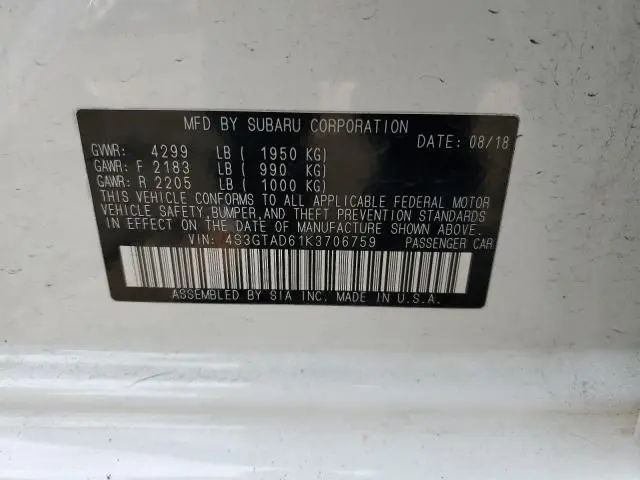 MFD BY SUBARU CORPORATION
DATE: 08/18
GVWR: 4299 LB ( 1950 KG)
GAWR: F 2183 LB ( 990 KG)
GAWR: R 2205 LB ( 1000 KG)
THIS VEHICLE CONFORMS TO ALL APPLICABLE FEDERAL MOTOR
VEHICLE SAFETY, BUMPER, AND THEFT PREVENTION STANDARDS
IN EFFECT ON THE DATE OF MANUFACTURE SHOWN ABOVE.
VIN: 4S3GTAD61K3706759 PASSENGER CAR
ASSEMBLED BY SIA INC. MADE IN U.S.A.